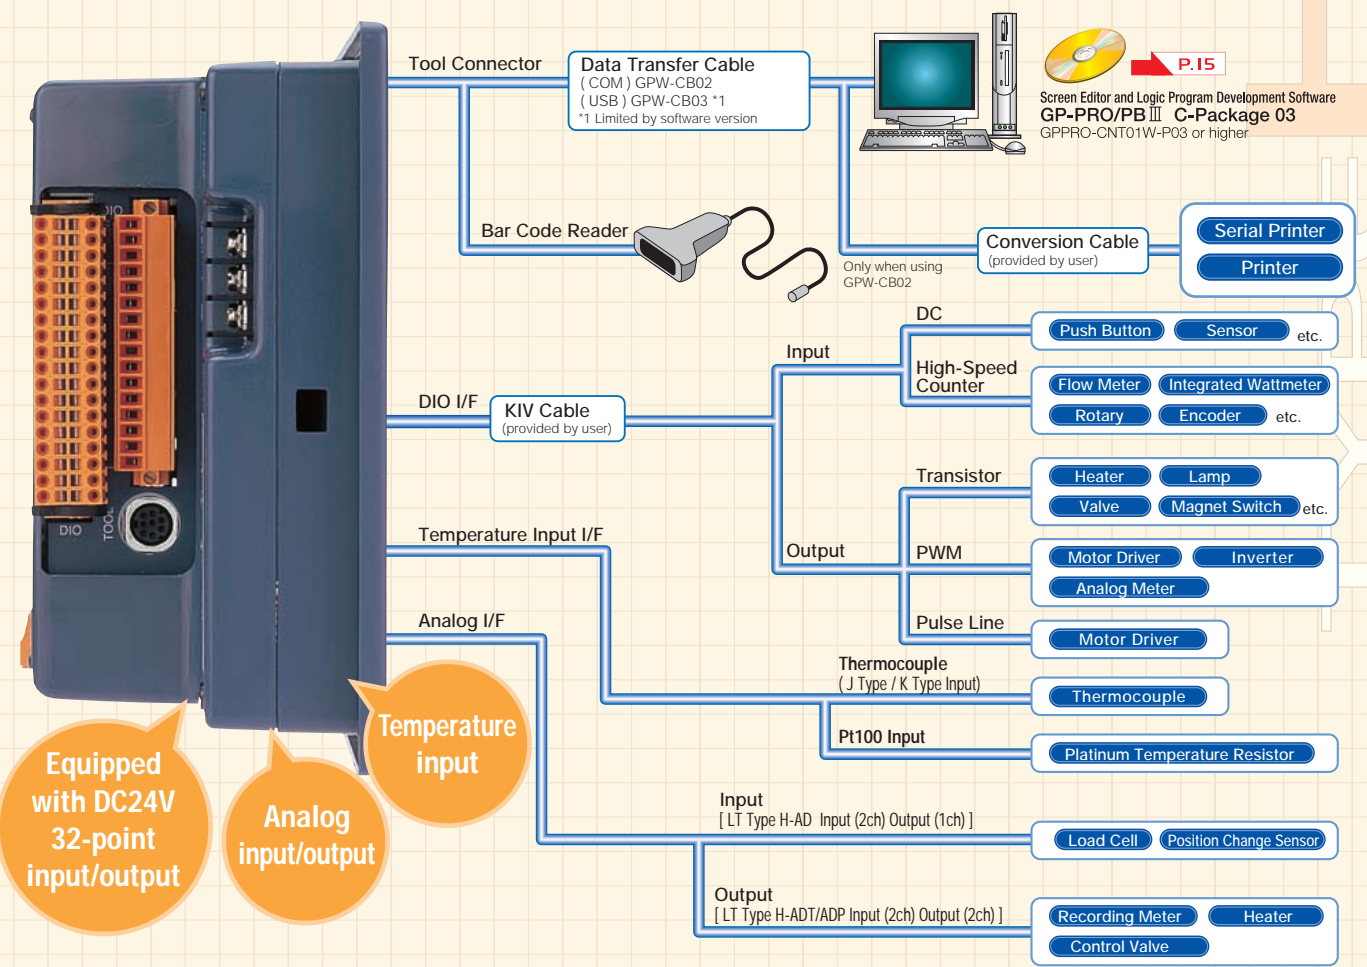 Tool Connector
Data Transfer Cable
( COM ) GPW-CB02
( USB ) GPW-CB03 *1
*1 Limited by software version
P.15
Screen Editor and Logic Program Development Software
GP-PRO/PBⅢ C-Package 03
GPPRO-CNT01W-P03 or higher
Bar Code Reader
Only when using
GPW-CB02
Conversion Cable
(provided by user)
Serial Printer
Printer
DIO
DIO
TOOL
DIO I/F
KIV Cable
(provided by user)
Input
DC
Push Button
Sensor
etc.
High-Speed
Counter
Flow Meter
Integrated Wattmeter
Rotary
Encoder
etc.
Output
Transistor
Heater
Lamp
Valve
Magnet Switch
etc.
PWM
Motor Driver
Inverter
Analog Meter
Pulse Line
Motor Driver
Temperature Input I/F
Thermocouple
( J Type / K Type Input)
Thermocouple
Pt100 Input
Platinum Temperature Resistor
Analog I/F
Input
[ LT Type H-AD Input (2ch) Output (1ch) ]
Load Cell
Position Change Sensor
Output
[ LT Type H-ADT/ADP Input (2ch) Output (2ch) ]
Recording Meter
Heater
Control Valve
Temperature
input
Equipped
with DC24V
32-point
input/output
Analog
input/output